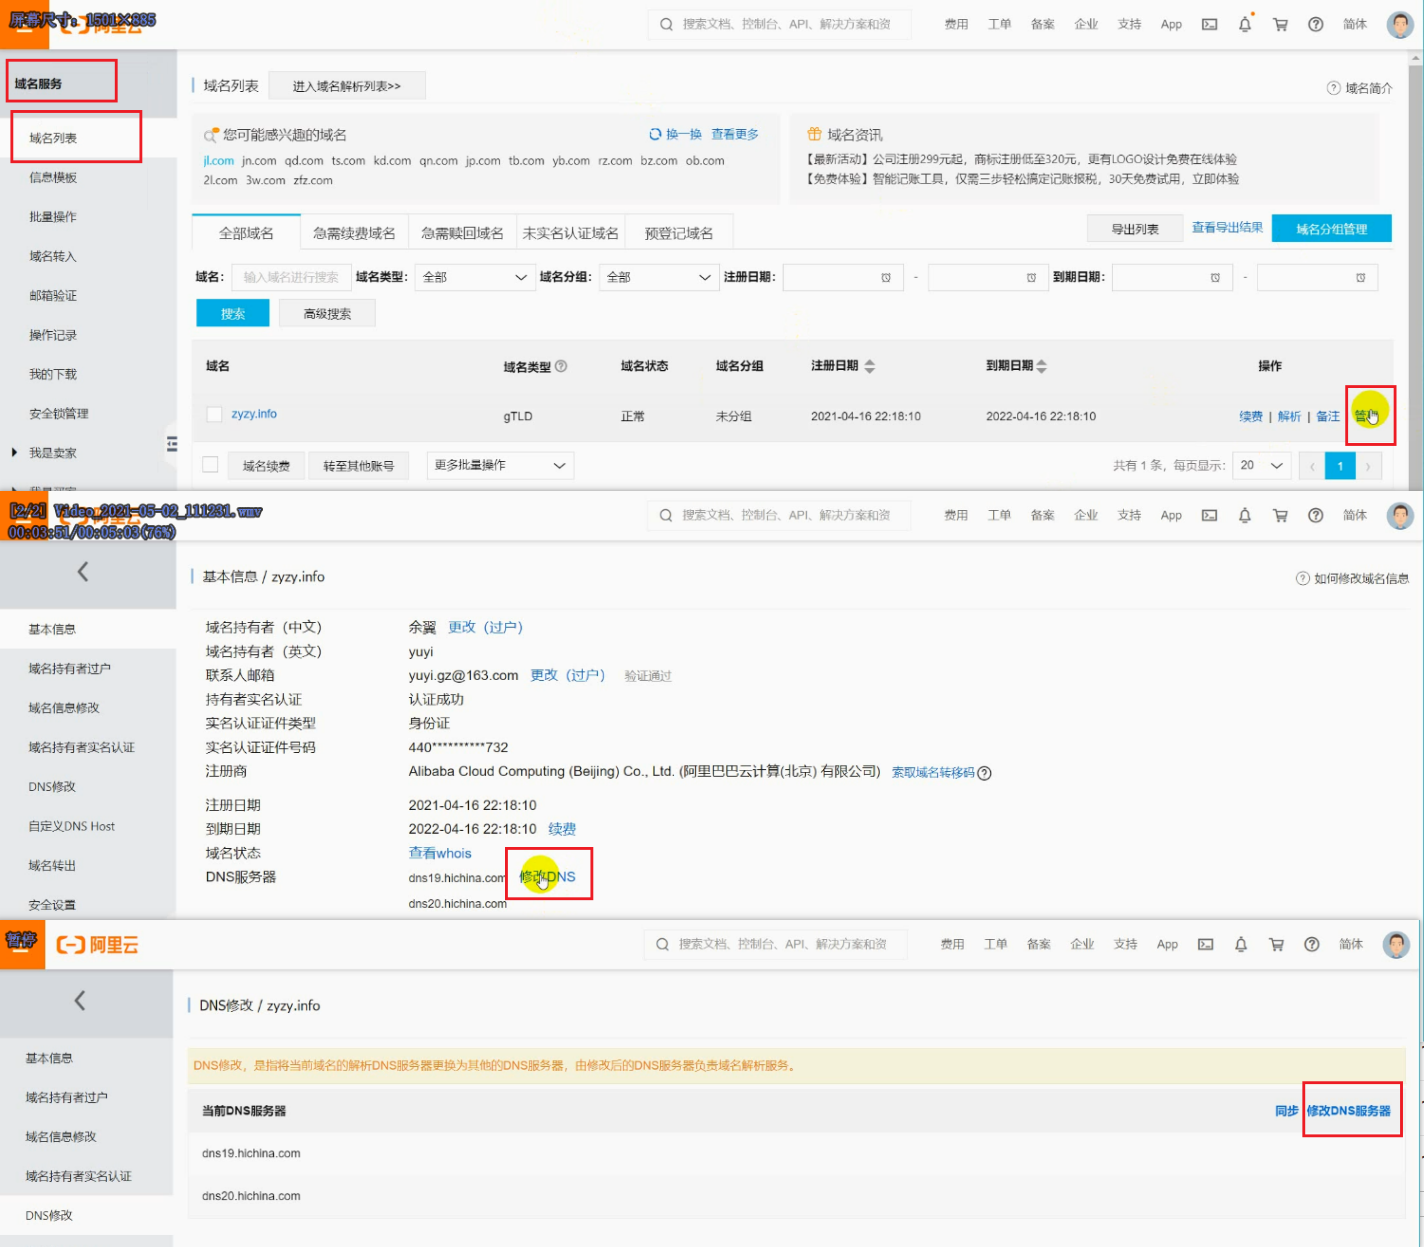 屏幕尺寸: 1501×885
阿里云
搜索文档、控制台、API、解决方案和资
费用 工单 备案 企业 支持 App 简体
域名服务
域名列表
信息模板
批量操作
域名转入
邮箱验证
操作记录
我的下载
安全锁管理
我是卖家
域名列表 进入域名解析列表>>
域名简介
您可能感兴趣的域名 换一换 查看更多
jl.com jn.com qd.com ts.com kd.com qn.com jp.com tb.com yb.com rz.com bz.com ob.com
2l.com 3w.com zfz.com
域名资讯
【最新活动】公司注册299元起，商标注册低至320元，更有LOGO设计免费在线体验
【免费体验】智能记账工具，仅需三步轻松搞定记账报税，30天免费试用，立即体验
全部域名 急需续费域名 急需赎回域名 未实名认证域名 预登记域名
导出列表 查看导出结果 域名分组管理
域名： 输入域名进行搜索 域名类型： 全部 域名分组： 全部 注册日期： - 到期日期： -
搜索 高级搜索
域名 域名类型 域名状态 域名分组 注册日期 到期日期 操作
zyzy.info gTLD 正常 未分组 2021-04-16 22:18:10 2022-04-16 22:18:10 续费 | 解析 | 备注
域名续费 转至其他账号 更多批量操作 共有 1 条，每页显示： 20 ‹ 1 ›
[2/2] Video_2021-05-02_111231.wmv
00:03:51/00:05:03(76%)
搜索文档、控制台、API、解决方案和资
费用 工单 备案 企业 支持 App 简体
基本信息
域名持有者过户
域名信息修改
域名持有者实名认证
DNS修改
自定义DNS Host
域名转出
安全设置
基本信息 / zyzy.info
如何修改域名信息
域名持有者（中文） 余翼 更改（过户）
域名持有者（英文） yuyi
联系人邮箱 yuyi.gz@163.com 更改（过户） 验证通过
持有者实名认证 认证成功
实名认证证件类型 身份证
实名认证证件号码 440**********732
注册商 Alibaba Cloud Computing (Beijing) Co., Ltd. (阿里巴巴云计算(北京) 有限公司) 索取域名转移码
注册日期 2021-04-16 22:18:10
到期日期 2022-04-16 22:18:10 续费
域名状态 查看whois
DNS服务器 dns19.hichina.com 修改DNS
dns20.hichina.com
暂停
阿里云
搜索文档、控制台、API、解决方案和资
费用 工单 备案 企业 支持 App 简体
基本信息
域名持有者过户
域名信息修改
域名持有者实名认证
DNS修改
DNS修改 / zyzy.info
DNS修改，是指将当前域名的解析DNS服务器更换为其他的DNS服务器，由修改后的DNS服务器负责域名解析服务。
当前DNS服务器 同步 修改DNS服务器
dns19.hichina.com
dns20.hichina.com